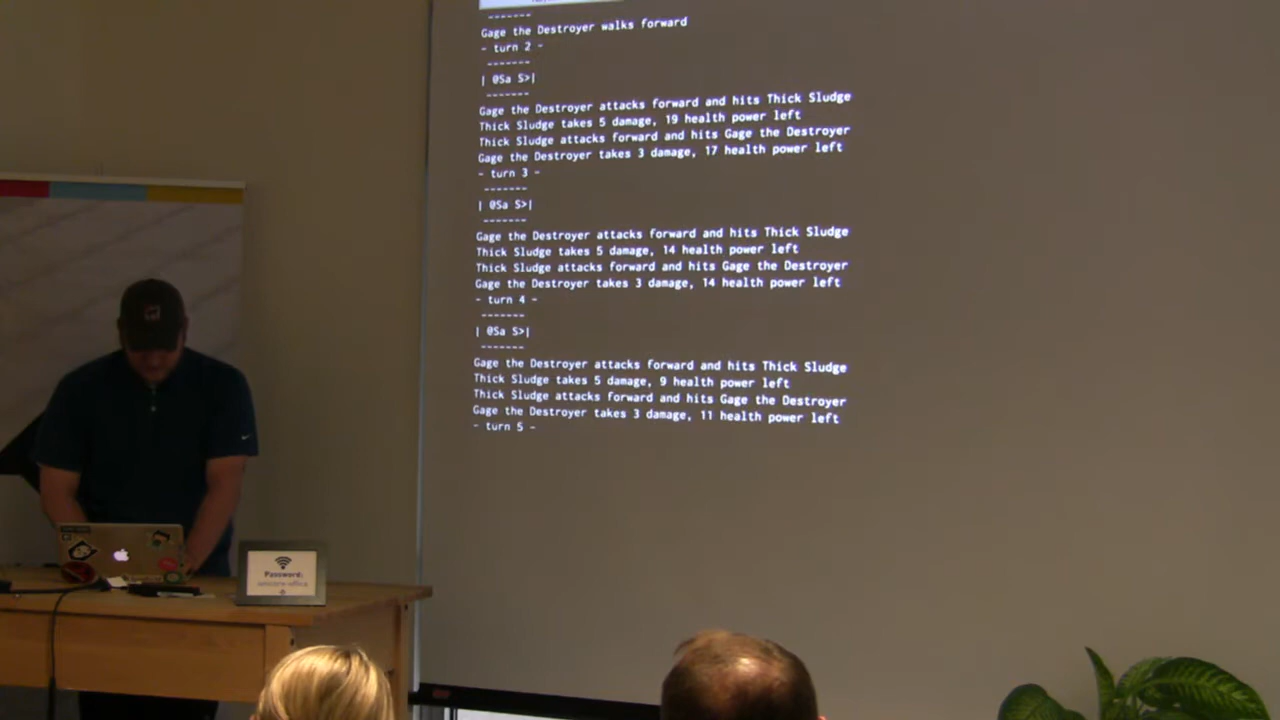 -------
Gage the Destroyer walks forward
- turn 2 -
-------
| @Sa S>|
-------
Gage the Destroyer attacks forward and hits Thick Sludge
Thick Sludge takes 5 damage, 19 health power left
Thick Sludge attacks forward and hits Gage the Destroyer
Gage the Destroyer takes 3 damage, 17 health power left
- turn 3 -
-------
| @Sa S>|
-------
Gage the Destroyer attacks forward and hits Thick Sludge
Thick Sludge takes 5 damage, 14 health power left
Thick Sludge attacks forward and hits Gage the Destroyer
Gage the Destroyer takes 3 damage, 14 health power left
- turn 4 -
-------
| @Sa S>|
-------
Gage the Destroyer attacks forward and hits Thick Sludge
Thick Sludge takes 5 damage, 9 health power left
Thick Sludge attacks forward and hits Gage the Destroyer
Gage the Destroyer takes 3 damage, 11 health power left
- turn 5 -
Password: